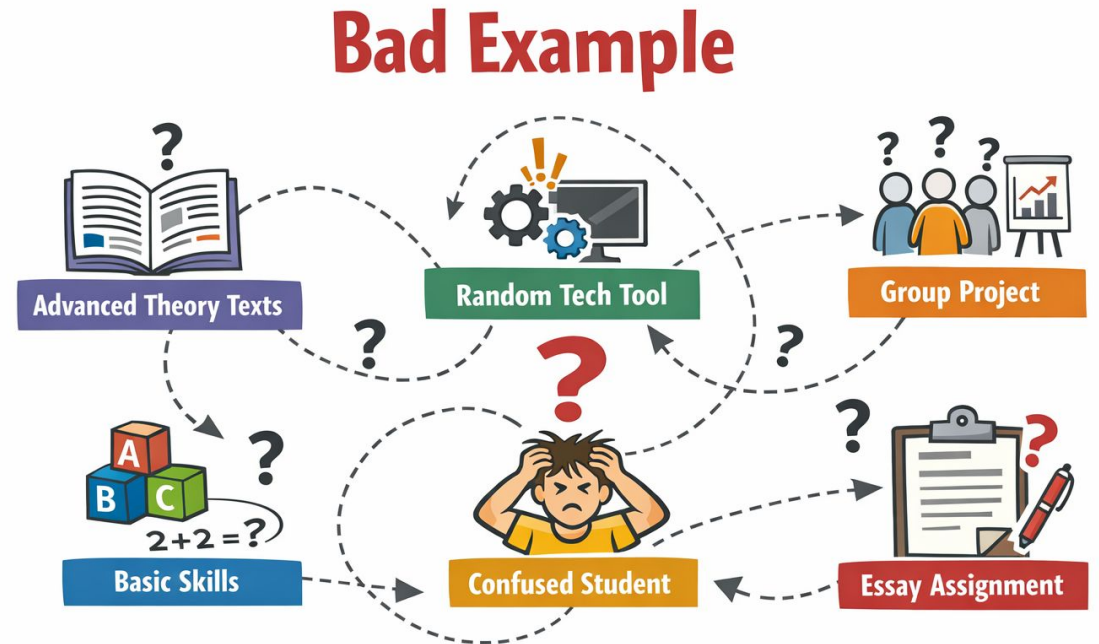 Bad Example
?
? ? ?
!!!
Advanced Theory Texts
Random Tech Tool
Group Project
?
?
?
?
?
?
A
B C
2+2=?
Basic Skills
Confused Student
Essay Assignment